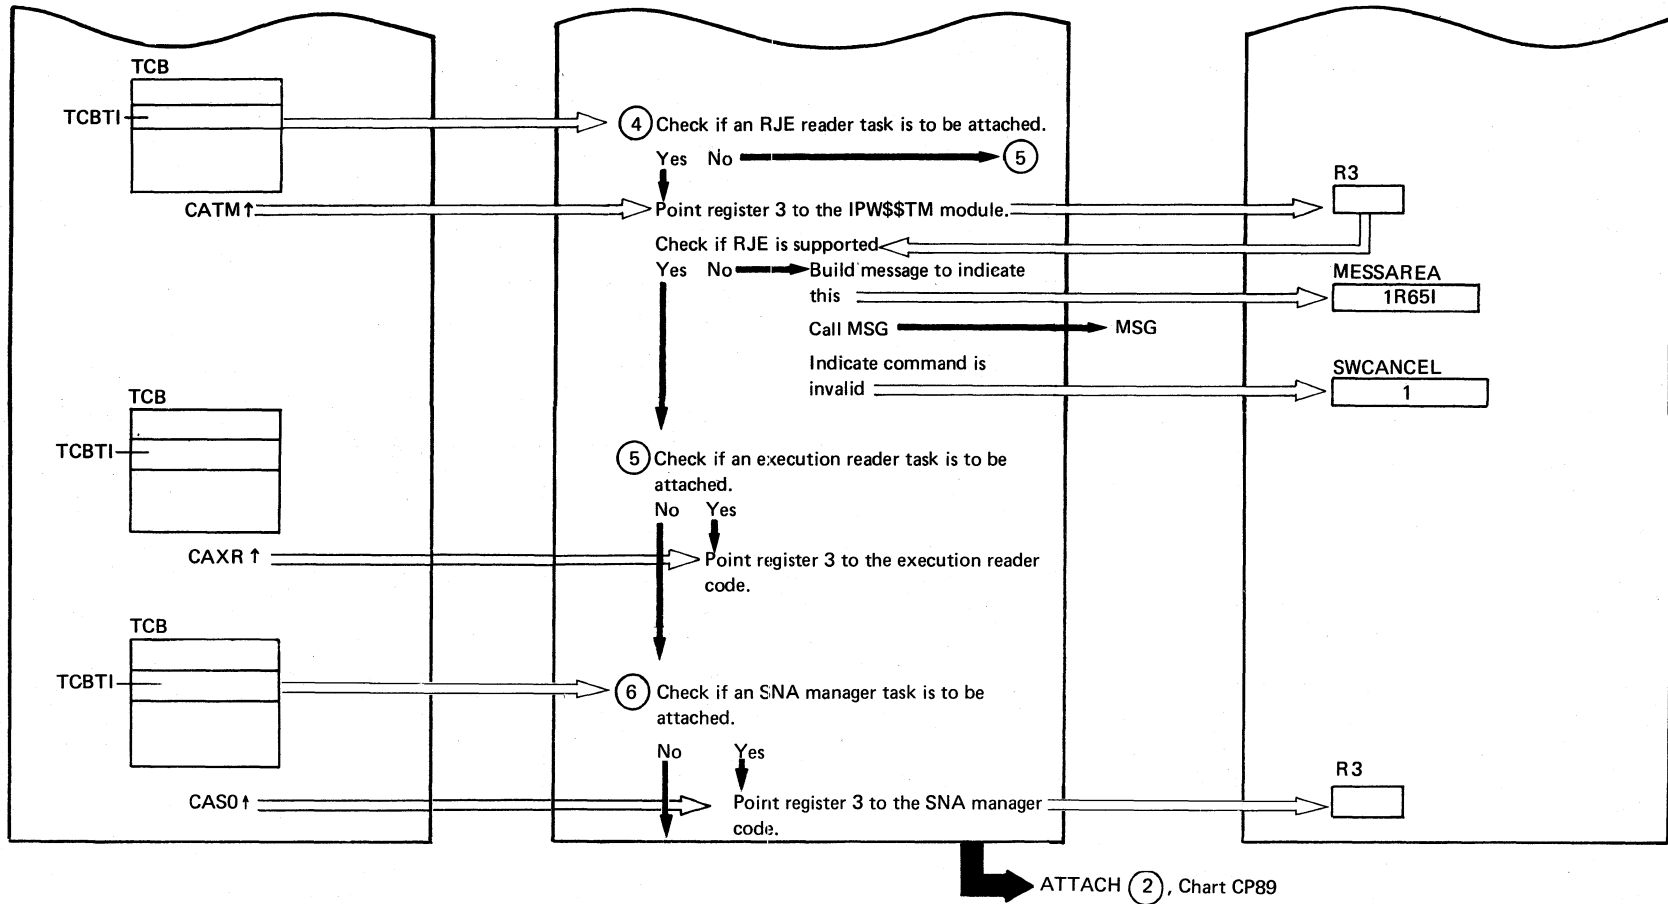 TCB
TCBTI
4 Check if an RJE reader task is to be attached.
Yes No 5
CATM↑
Point register 3 to the IPW$$TM module.
R3
Check if RJE is supported
Yes No Build message to indicate
this
MESSAREA
1R65I
Call MSG MSG
Indicate command is
invalid
SWCANCEL
1
TCB
TCBTI
5 Check if an execution reader task is to be
attached.
No Yes
CAXR ↑
Point register 3 to the execution reader
code.
TCB
TCBTI
6 Check if an SNA manager task is to be
attached.
No Yes
CAS0↑
Point register 3 to the SNA manager
code.
R3
ATTACH 2, Chart CP89